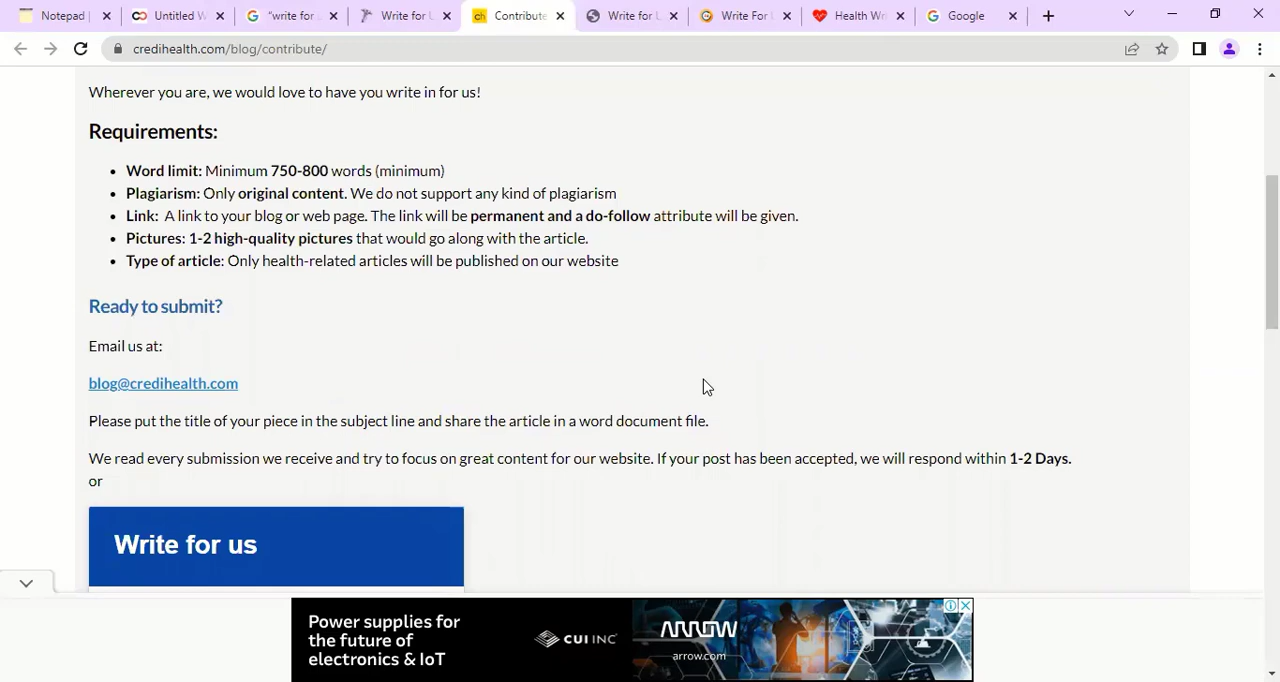 Notepad |
Untitled W
"write for u
Write for U
Contribute
Write for U
Write For U
Health Wri
Google
credihealth.com/blog/contribute/
Wherever you are, we would love to have you write in for us!
Requirements:
Word limit: Minimum 750-800 words (minimum)
Plagiarism: Only original content. We do not support any kind of plagiarism
Link: A link to your blog or web page. The link will be permanent and a do-follow attribute will be given.
Pictures: 1-2 high-quality pictures that would go along with the article.
Type of article: Only health-related articles will be published on our website
Ready to submit?
Email us at:
blog@credihealth.com
Please put the title of your piece in the subject line and share the article in a word document file.
We read every submission we receive and try to focus on great content for our website. If your post has been accepted, we will respond within 1-2 Days.
or
Write for us
Power supplies for
the future of
electronics & IoT
CUI INC
ARROW
arrow.com